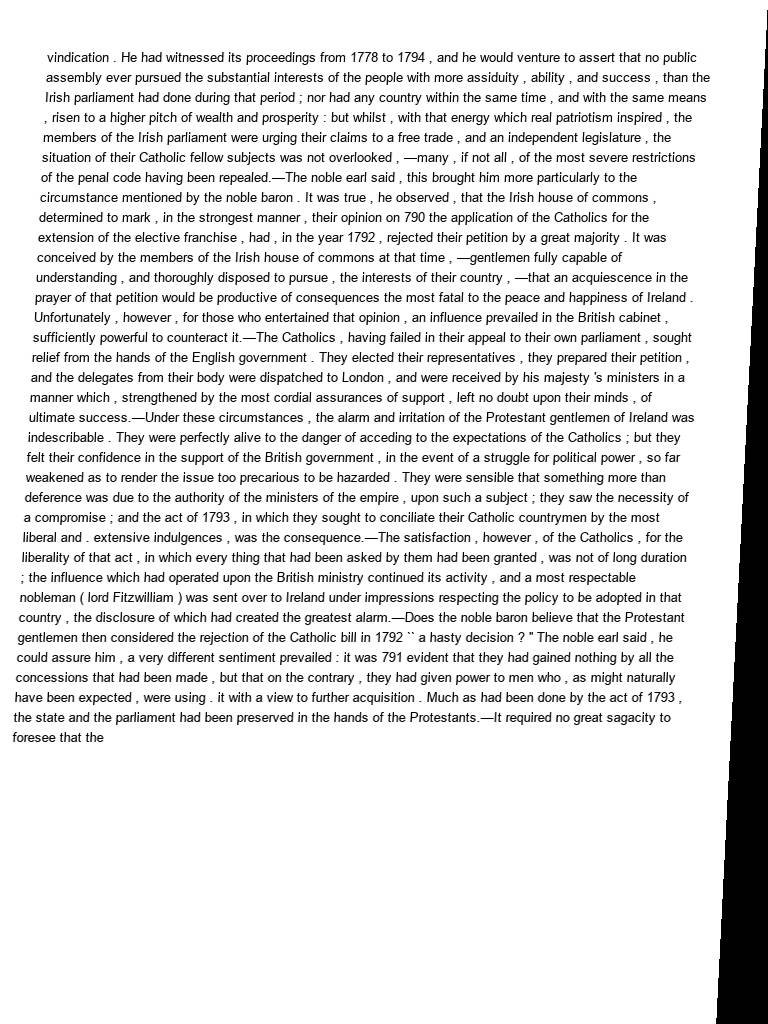 vindication . He had witnessed its proceedings from 1778 to 1794 , and he would venture to assert that no public
assembly ever pursued the substantial interests of the people with more assiduity , ability , and success , than the
Irish parliament had done during that period ; nor had any country within the same time , and with the same means
, risen to a higher pitch of wealth and prosperity : but whilst , with that energy which real patriotism inspired , the
members of the Irish parliament were urging their claims to a free trade , and an independent legislature , the
situation of their Catholic fellow subjects was not overlooked , —many , if not all , of the most severe restrictions
of the penal code having been repealed.—The noble earl said , this brought him more particularly to the
circumstance mentioned by the noble baron . It was true , he observed , that the Irish house of commons ,
determined to mark , in the strongest manner , their opinion on 790 the application of the Catholics for the
extension of the elective franchise , had , in the year 1792 , rejected their petition by a great majority . It was
conceived by the members of the Irish house of commons at that time , —gentlemen fully capable of
understanding , and thoroughly disposed to pursue , the interests of their country , —that an acquiescence in the
prayer of that petition would be productive of consequences the most fatal to the peace and happiness of Ireland .
Unfortunately , however , for those who entertained that opinion , an influence prevailed in the British cabinet ,
sufficiently powerful to counteract it.—The Catholics , having failed in their appeal to their own parliament , sought
relief from the hands of the English government . They elected their representatives , they prepared their petition ,
and the delegates from their body were dispatched to London , and were received by his majesty 's ministers in a
manner which , strengthened by the most cordial assurances of support , left no doubt upon their minds , of
ultimate success.—Under these circumstances , the alarm and irritation of the Protestant gentlemen of Ireland was
indescribable . They were perfectly alive to the danger of acceding to the expectations of the Catholics ; but they
felt their confidence in the support of the British government , in the event of a struggle for political power , so far
weakened as to render the issue too precarious to be hazarded . They were sensible that something more than
deference was due to the authority of the ministers of the empire , upon such a subject ; they saw the necessity of
a compromise ; and the act of 1793 , in which they sought to conciliate their Catholic countrymen by the most
liberal and . extensive indulgences , was the consequence.—The satisfaction , however , of the Catholics , for the
liberality of that act , in which every thing that had been asked by them had been granted , was not of long duration
; the influence which had operated upon the British ministry continued its activity , and a most respectable
nobleman ( lord Fitzwilliam ) was sent over to Ireland under impressions respecting the policy to be adopted in that
country , the disclosure of which had created the greatest alarm.—Does the noble baron believe that the Protestant
gentlemen then considered the rejection of the Catholic bill in 1792 `` a hasty decision ? " The noble earl said , he
could assure him , a very different sentiment prevailed : it was 791 evident that they had gained nothing by all the
concessions that had been made , but that on the contrary , they had given power to men who , as might naturally
have been expected , were using . it with a view to further acquisition . Much as had been done by the act of 1793 ,
the state and the parliament had been preserved in the hands of the Protestants.—It required no great sagacity to
foresee that the